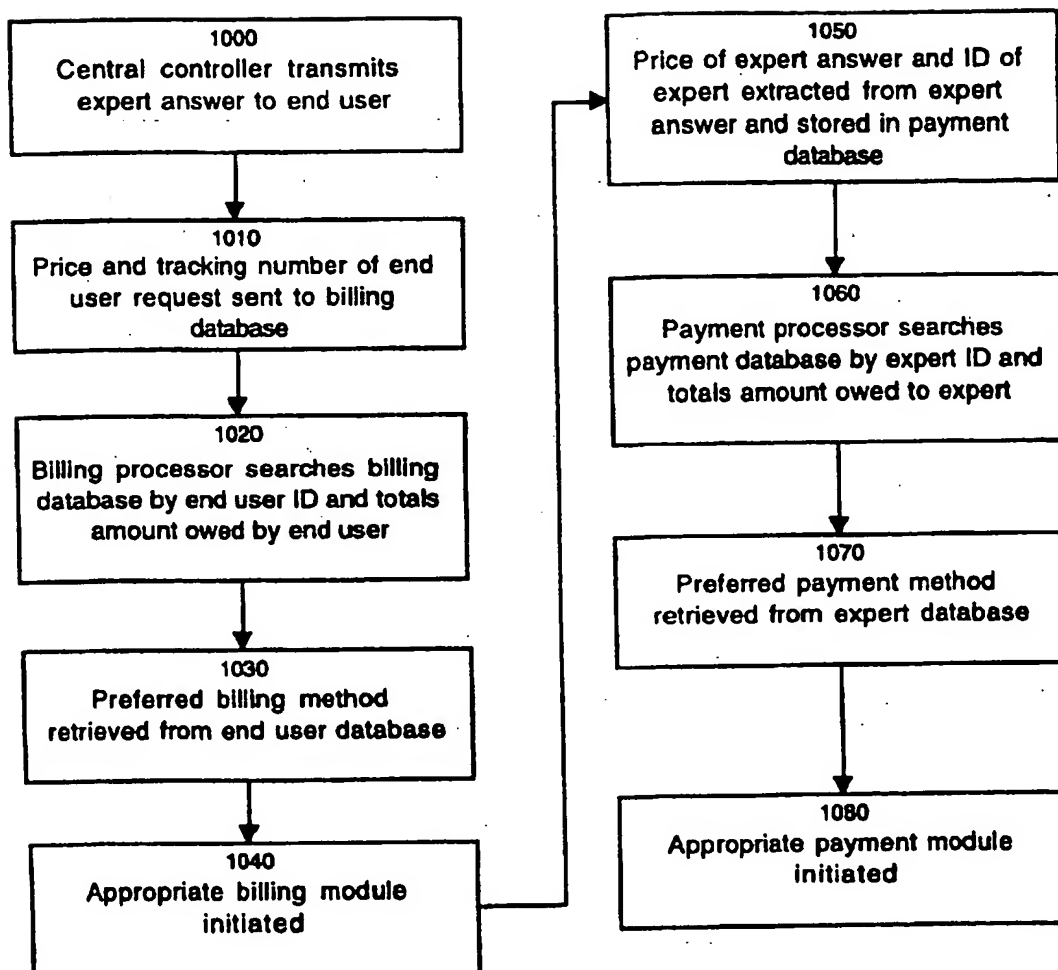 1000
Central controller transmits
expert answer to end user
1010
Price and tracking number of end
user request sent to billing
database
1020
Billing processor searches billing
database by end user ID and totals
amount owed by end user
1030
Preferred billing method
retrieved from end user database
1040
Appropriate billing module
initiated
1050
Price of expert answer and ID of
expert extracted from expert
answer and stored in payment
database
1060
Payment processor searches
payment database by expert ID and
totals amount owed to expert
1070
Preferred payment method
retrieved from expert database
1080
Appropriate payment module
initiated